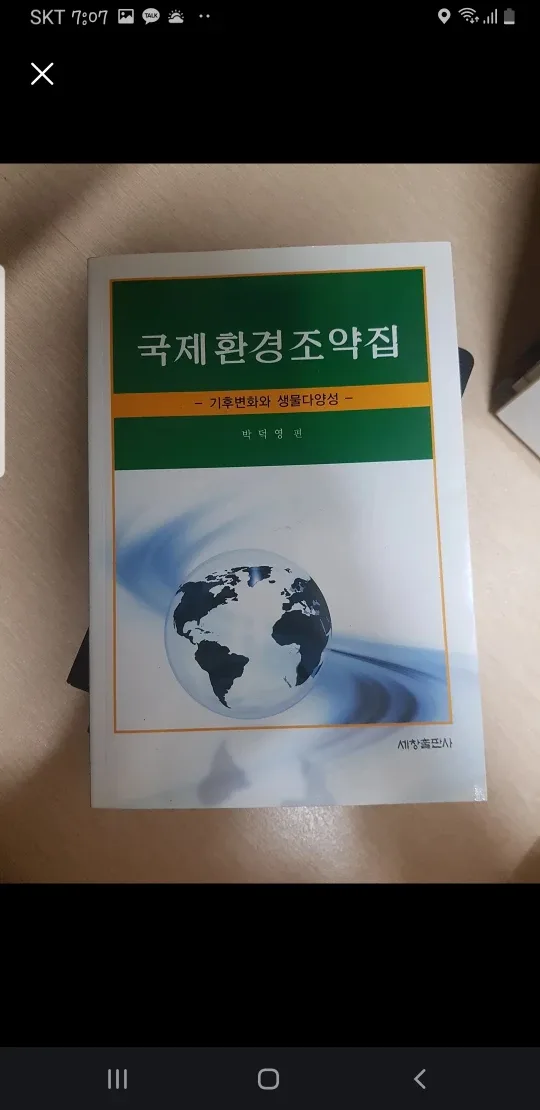 SKT 7:07
TALK
국제환경조약집
- 기후변화와 생물다양성 -
박덕영 편
세창출판사